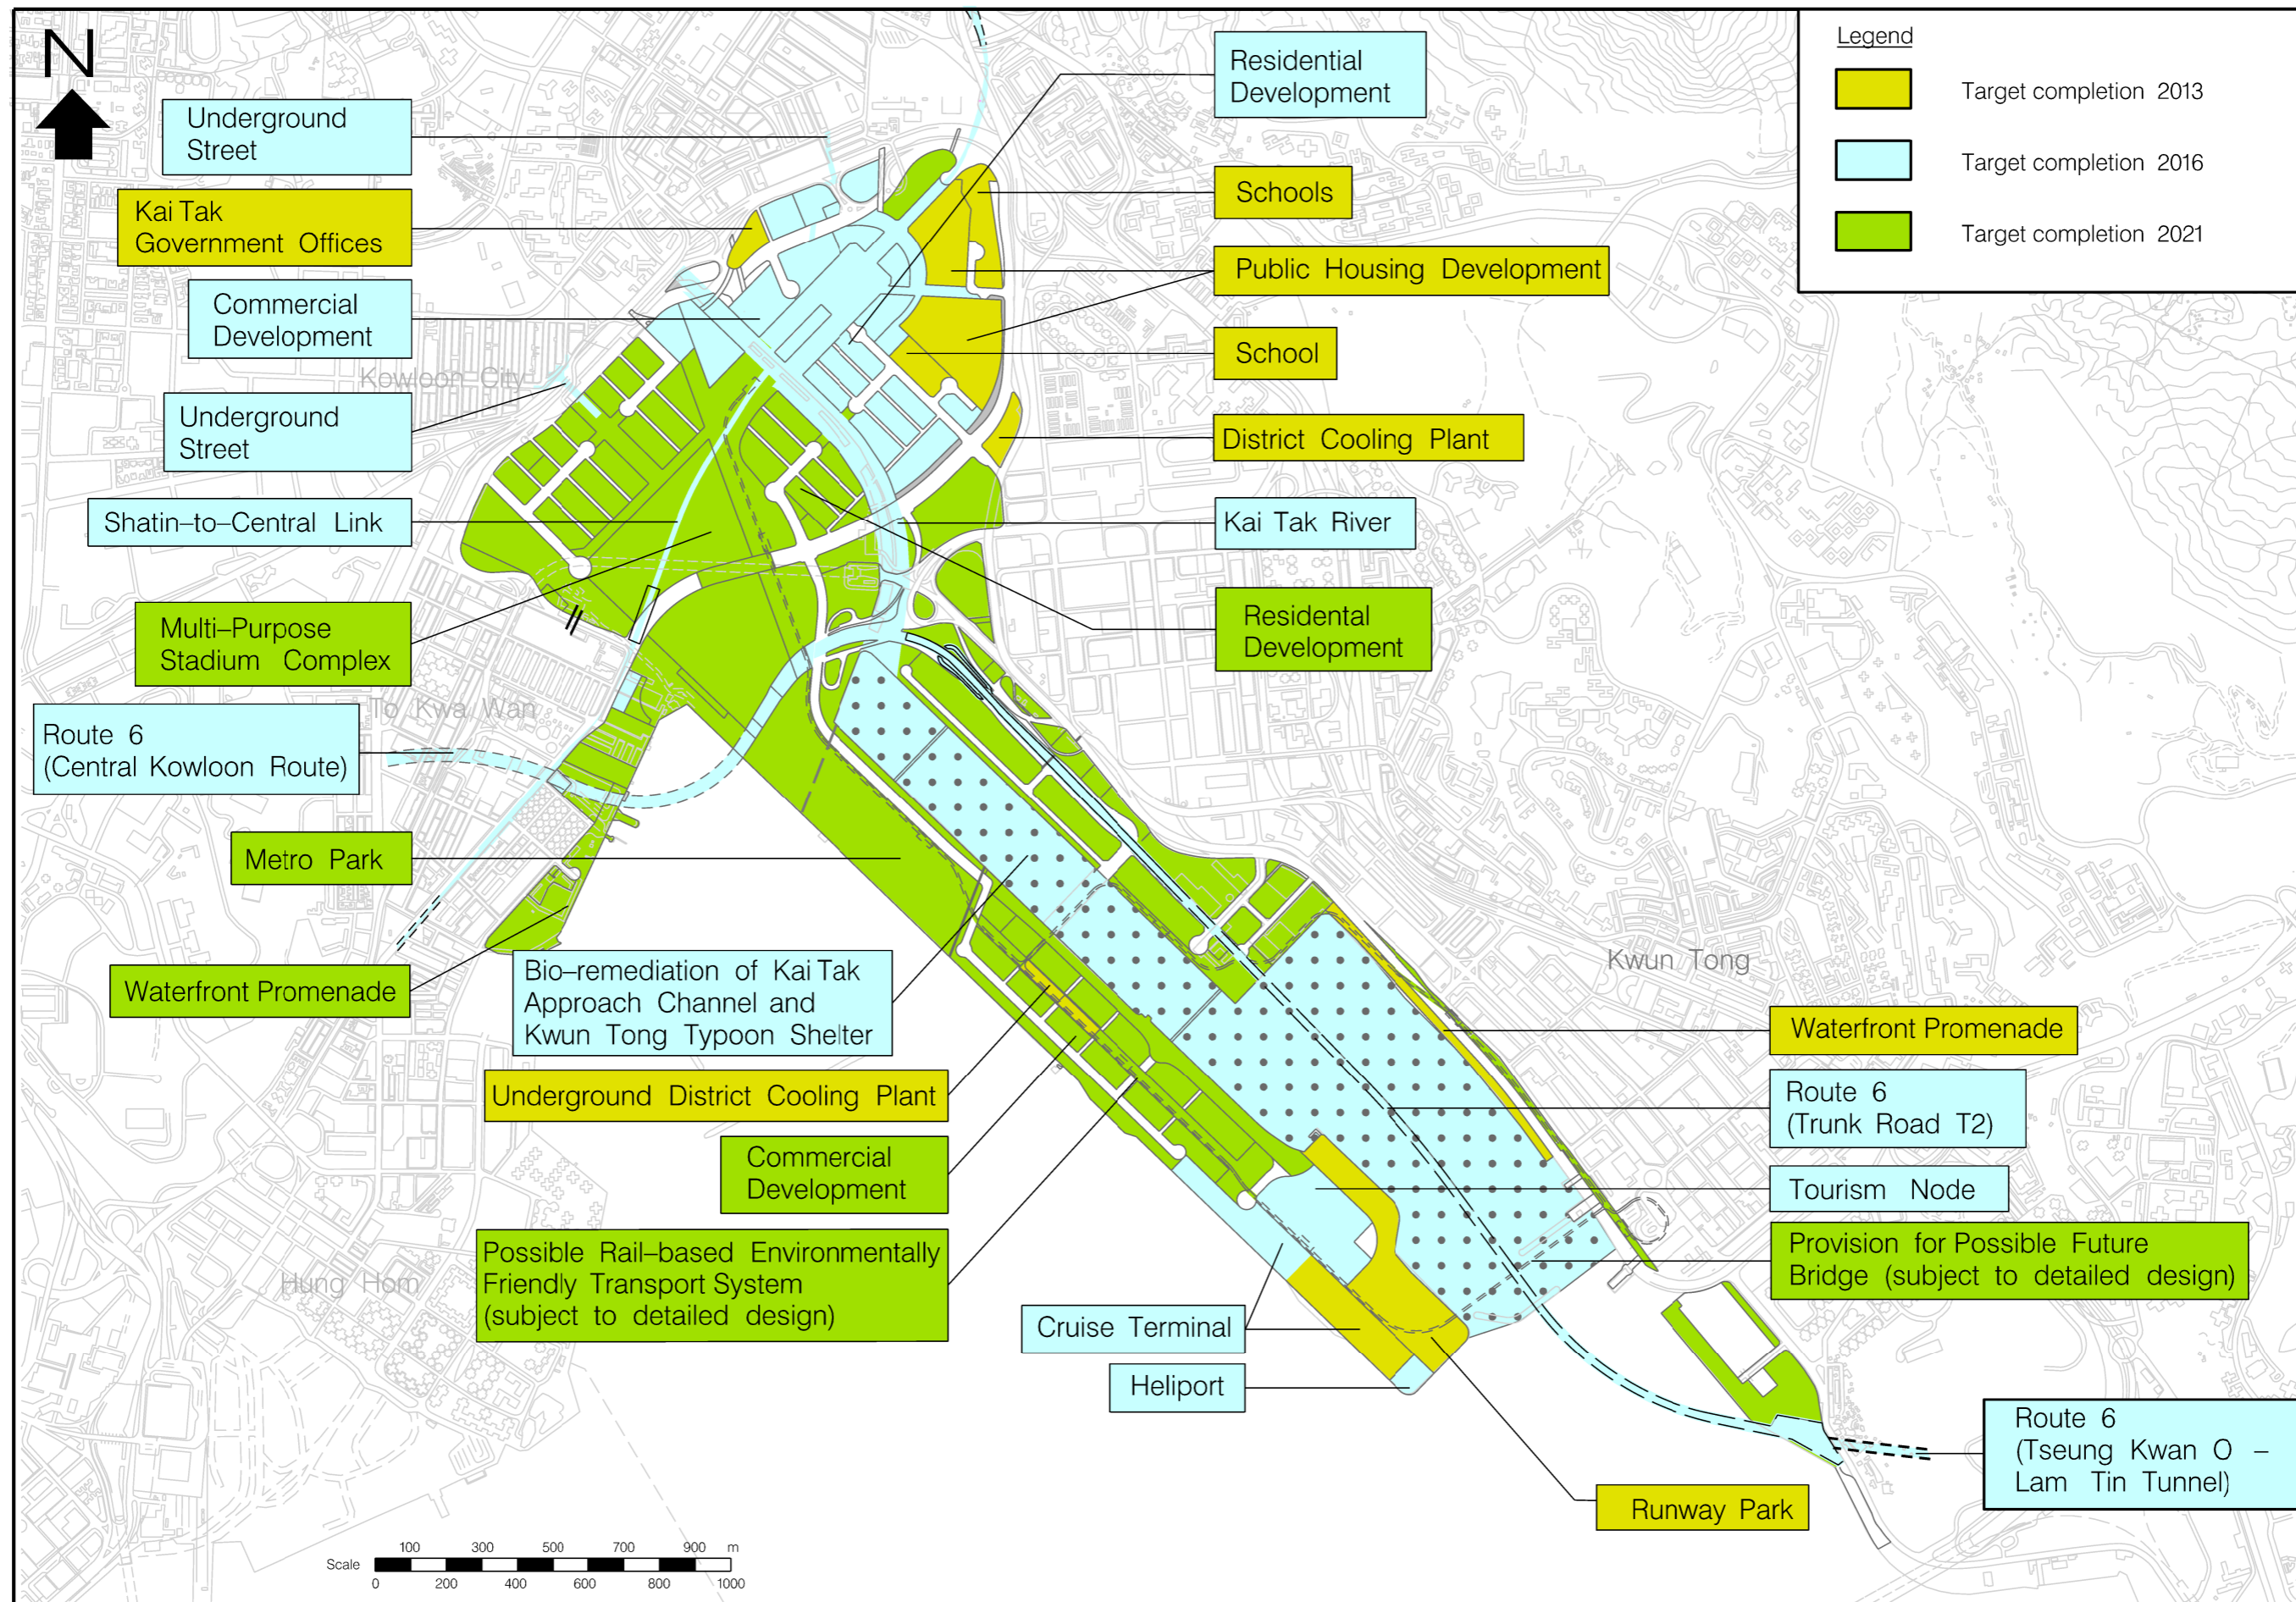 N
Legend
Target completion 2013
Target completion 2016
Target completion 2021
Underground
Street
Kai Tak
Government Offices
Commercial
Development
Kowloon City
Underground
Street
Shatin–to–Central Link
Multi–Purpose
Stadium Complex
To Kwa Wan
Route 6
(Central Kowloon Route)
Metro Park
Waterfront Promenade
Bio–remediation of Kai Tak
Approach Channel and
Kwun Tong Typoon Shelter
Underground District Cooling Plant
Commercial
Development
Possible Rail–based Environmentally
Friendly Transport System
(subject to detailed design)
Hung Hom
Residential
Development
Schools
Public Housing Development
School
District Cooling Plant
Kai Tak River
Residental
Development
Kwun Tong
Waterfront Promenade
Route 6
(Trunk Road T2)
Tourism Node
Provision for Possible Future
Bridge (subject to detailed design)
Cruise Terminal
Heliport
Route 6
(Tseung Kwan O –
Lam Tin Tunnel)
Runway Park
100 300 500 700 900 m
Scale
0 200 400 600 800 1000